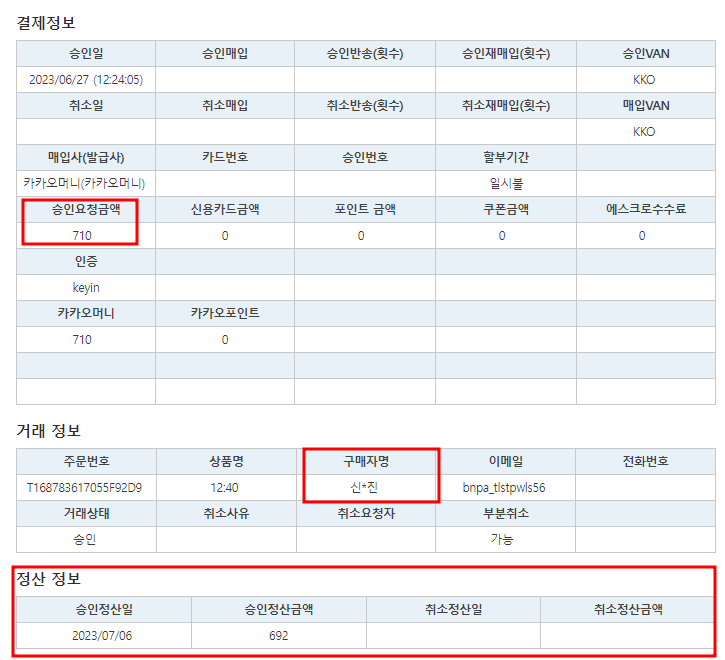 결제정보
승인일 승인매입 승인반송(횟수) 승인재매입(횟수) 승인VAN
2023/06/27 (12:24:05) KKO
취소일 취소매입 취소반송(횟수) 취소재매입(횟수) 매입VAN
KKO
매입사(발급사) 카드번호 승인번호 할부기간
카카오머니(카카오머니) 일시불
승인요청금액 신용카드금액 포인트 금액 쿠폰금액 에스크로수수료
710 0 0 0 0
인증
keyin
카카오머니 카카오포인트
710 0
거래 정보
주문번호 상품명 구매자명 이메일 전화번호
T168783617055F92D9 12:40 신*진 bnpa_tlstpwls56
거래상태 취소사유 취소요청자 부분취소
승인 가능
정산 정보
승인정산일 승인정산금액 취소정산일 취소정산금액
2023/07/06 692